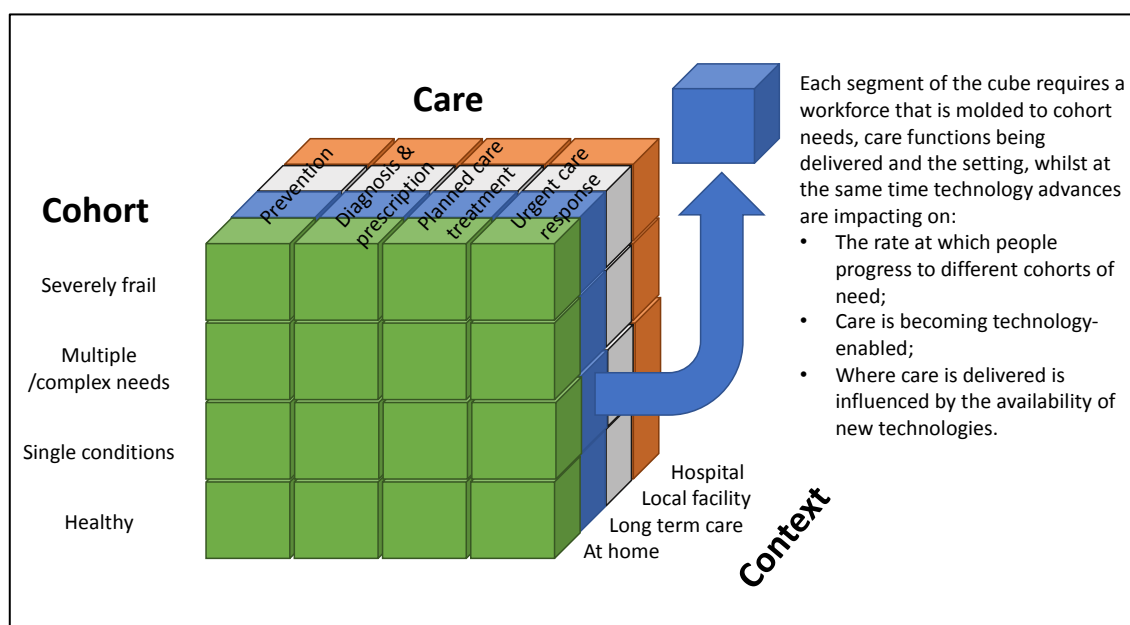 Care
Cohort
Prevention
Diagnosis &
prescription
Planned care
treatment
Urgent care
response
Severely frail
Multiple
/complex needs
Single conditions
Healthy
Hospital
Local facility
Long term care
At home
Context
Each segment of the cube requires a
workforce that is molded to cohort
needs, care functions being
delivered and the setting, whilst at
the same time technology advances
are impacting on:
• The rate at which people
progress to different cohorts of
need;
• Care is becoming technology-
enabled;
• Where care is delivered is
influenced by the availability of
new technologies.